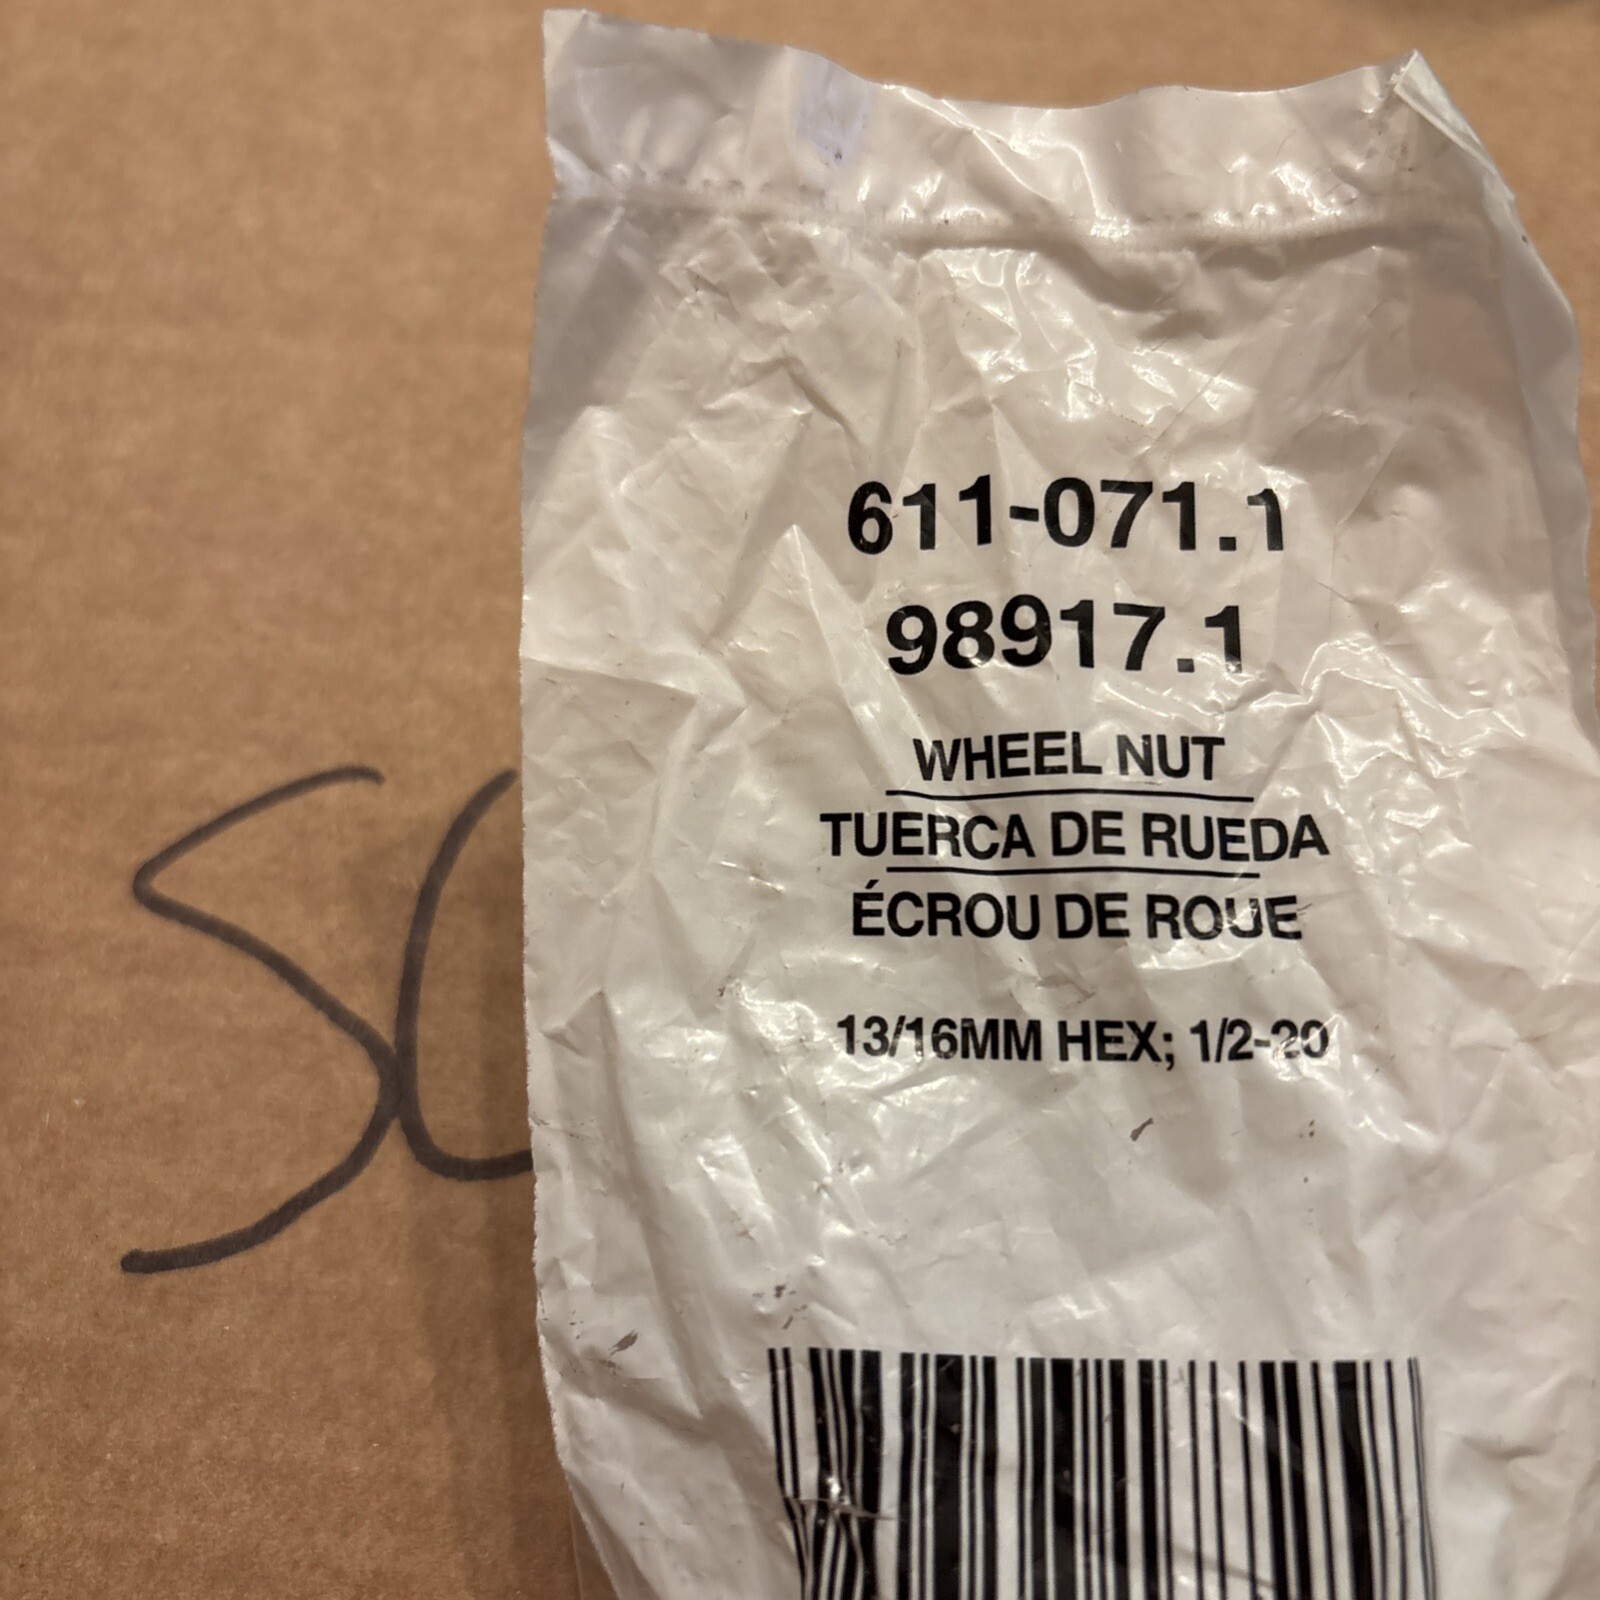 611-071.1
98917.1
WHEEL NUT
TUERCA DE RUEDA
ÉCROU DE ROUE
13/16MM HEX; 1/2-20